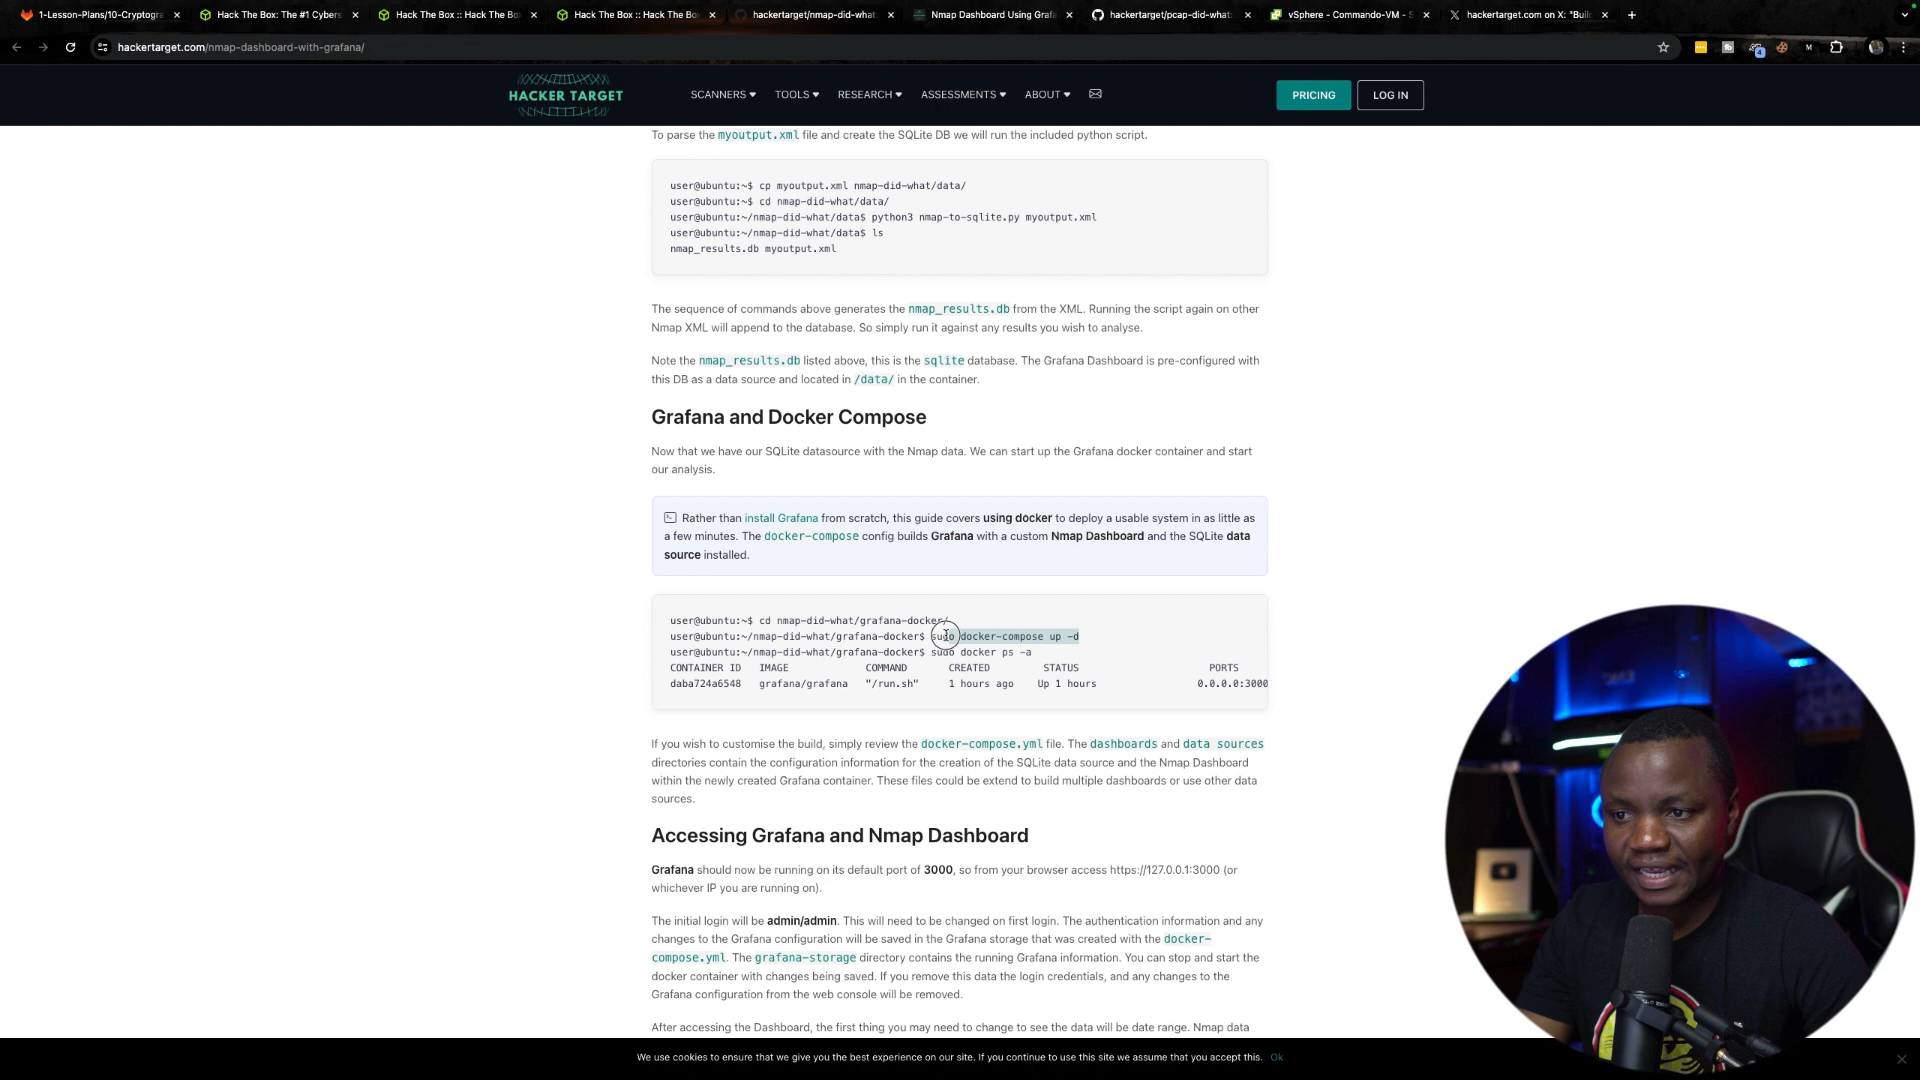 1-Lesson-Plans/10-Cryptogra
Hack The Box: The #1 Cybers
Hack The Box :: Hack The Bo
Hack The Box :: Hack The Bo
hackertarget/nmap-did-what:
Nmap Dashboard Using Grafa
hackertarget/pcap-did-what:
vSphere - Commando-VM - S
hackertarget.com on X: "Buil
hackertarget.com/nmap-dashboard-with-grafana/
HACKER TARGET
SCANNERS
TOOLS
RESEARCH
ASSESSMENTS
ABOUT
PRICING
LOG IN
To parse the myoutput.xml file and create the SQLite DB we will run the included python script.
user@ubuntu:~$ cp myoutput.xml nmap-did-what/data/
user@ubuntu:~$ cd nmap-did-what/data/
user@ubuntu:~/nmap-did-what/data$ python3 nmap-to-sqlite.py myoutput.xml
user@ubuntu:~/nmap-did-what/data$ ls
nmap_results.db myoutput.xml
The sequence of commands above generates the nmap_results.db from the XML. Running the script again on other
Nmap XML will append to the database. So simply run it against any results you wish to analyse.
Note the nmap_results.db listed above, this is the sqlite database. The Grafana Dashboard is pre-configured with
this DB as a data source and located in /data/ in the container.
Grafana and Docker Compose
Now that we have our SQLite datasource with the Nmap data. We can start up the Grafana docker container and start
our analysis.
Rather than install Grafana from scratch, this guide covers using docker to deploy a usable system in as little as
a few minutes. The docker-compose config builds Grafana with a custom Nmap Dashboard and the SQLite data
source installed.
user@ubuntu:~$ cd nmap-did-what/grafana-docker/
user@ubuntu:~/nmap-did-what/grafana-docker$ sudo docker-compose up -d
user@ubuntu:~/nmap-did-what/grafana-docker$ sudo docker ps -a
CONTAINER ID IMAGE COMMAND CREATED STATUS PORTS
daba724a6548 grafana/grafana "/run.sh" 1 hours ago Up 1 hours 0.0.0.0:3000
If you wish to customise the build, simply review the docker-compose.yml file. The dashboards and data sources
directories contain the configuration information for the creation of the SQLite data source and the Nmap Dashboard
within the newly created Grafana container. These files could be extend to build multiple dashboards or use other data
sources.
Accessing Grafana and Nmap Dashboard
Grafana should now be running on its default port of 3000, so from your browser access https://127.0.0.1:3000 (or
whichever IP you are running on).
The initial login will be admin/admin. This will need to be changed on first login. The authentication information and any
changes to the Grafana configuration will be saved in the Grafana storage that was created with the docker-
compose.yml. The grafana-storage directory contains the running Grafana information. You can stop and start the
docker container with changes being saved. If you remove this data the login credentials, and any changes to the
Grafana configuration from the web console will be removed.
After accessing the Dashboard, the first thing you may need to change to see the data will be date range. Nmap data
We use cookies to ensure that we give you the best experience on our site. If you continue to use this site we assume that you accept this. Ok